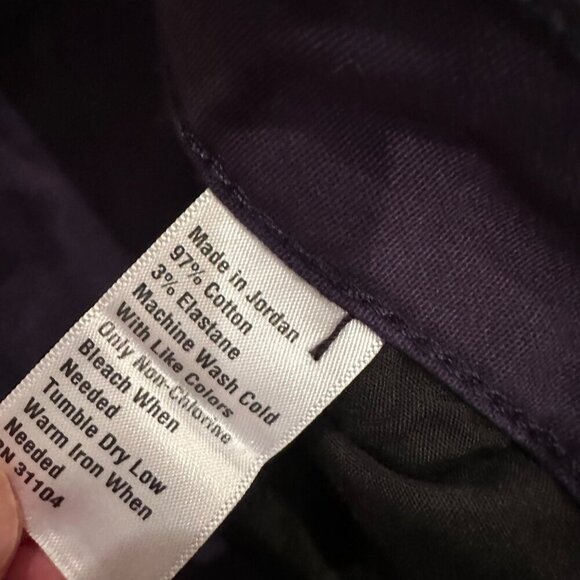 Made in Jordan
97% Cotton
3% Elastane
Machine Wash Cold
With Like Colors
Only Non-Chlorine
Bleach When
Needed
Tumble Dry Low
Warm Iron When
Needed
RN 31104